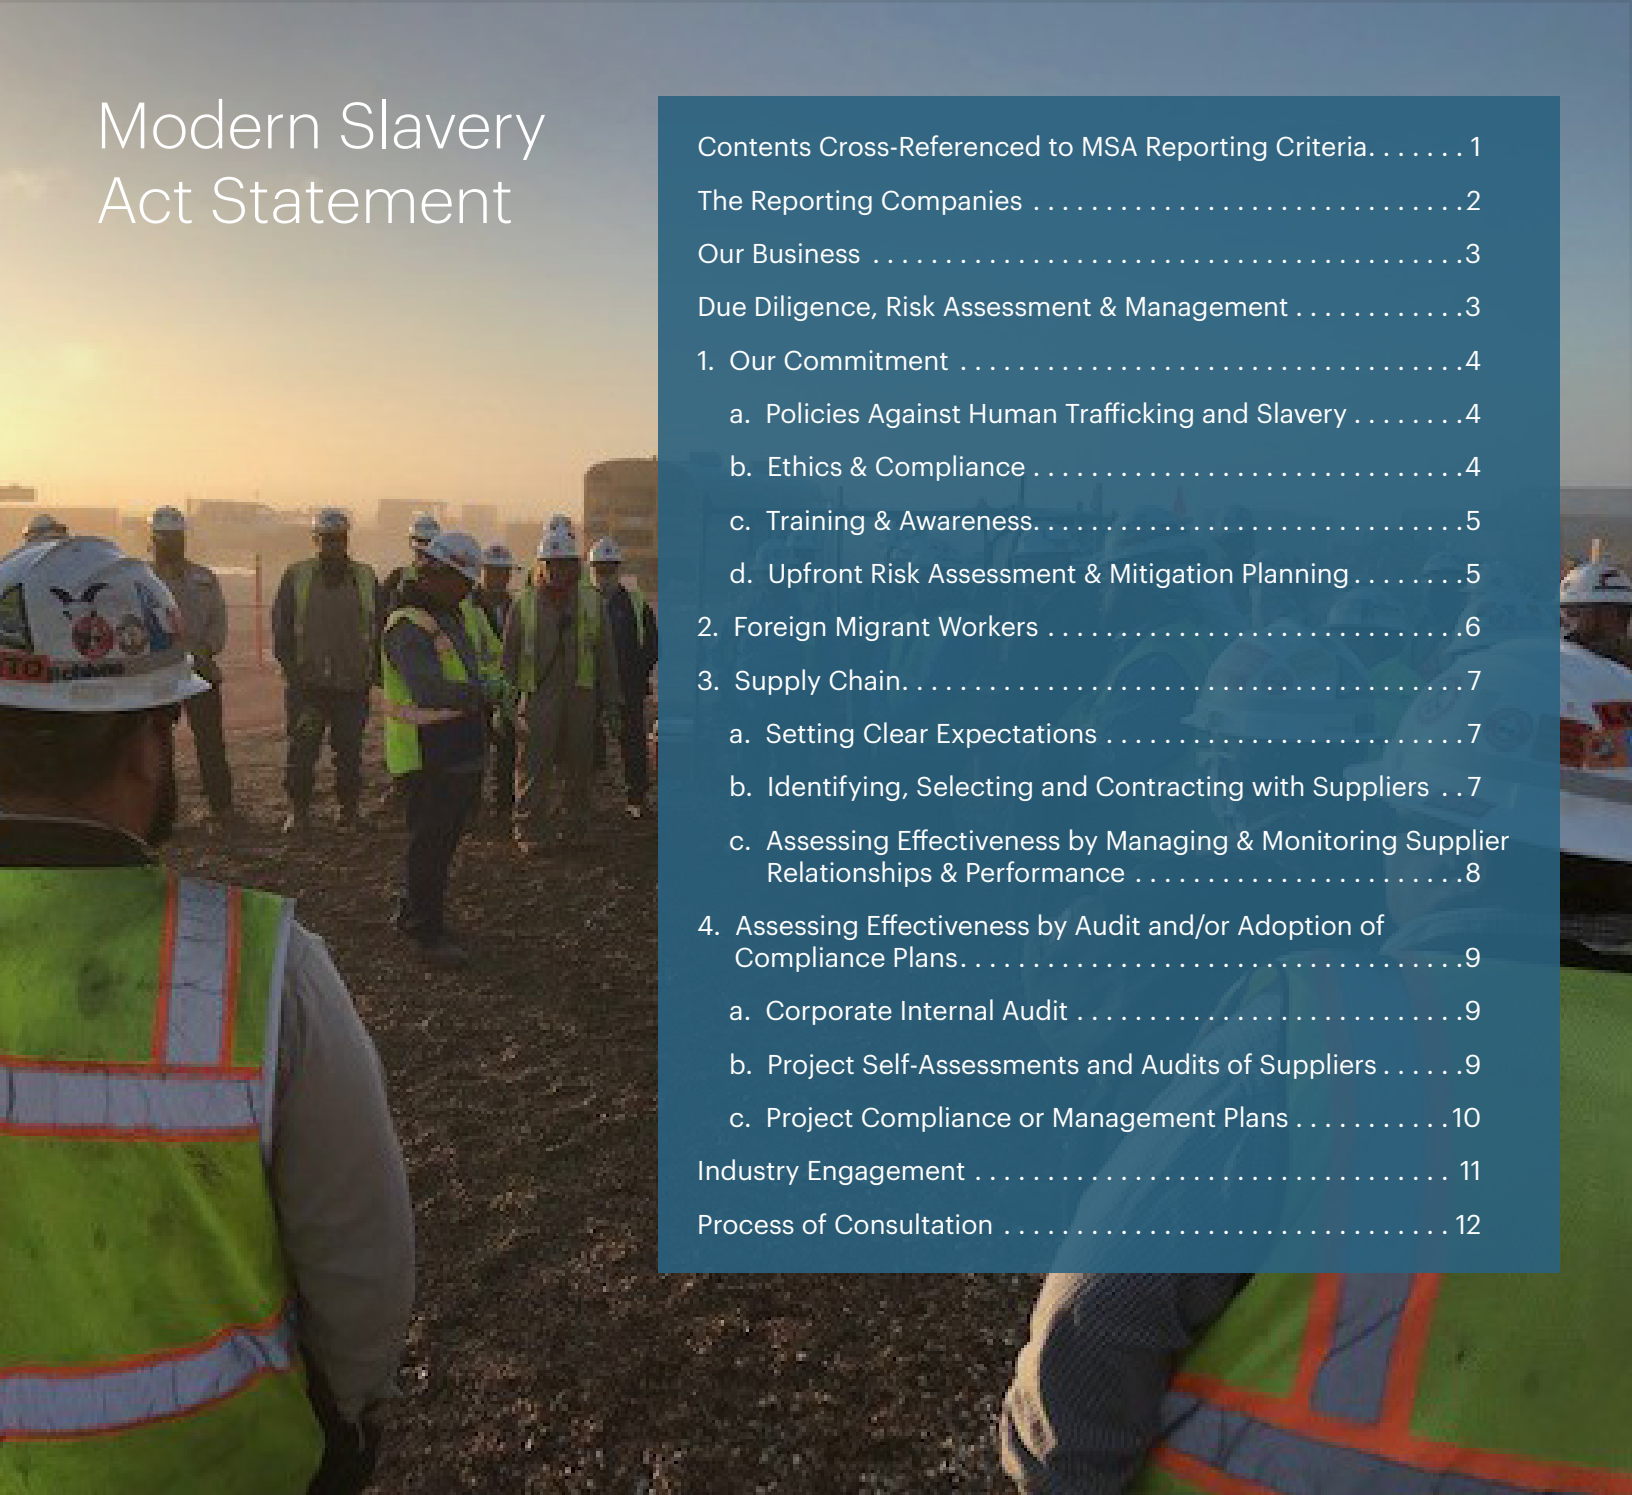 Modern Slavery
Act Statement
Contents Cross-Referenced to MSA Reporting Criteria. . . . . . . 1
The Reporting Companies . . . . . . . . . . . . . . . . . . . . . . . . . . . . . . 2
Our Business . . . . . . . . . . . . . . . . . . . . . . . . . . . . . . . . . . . . . . . . . 3
Due Diligence, Risk Assessment & Management . . . . . . . . . . . . 3
1. Our Commitment . . . . . . . . . . . . . . . . . . . . . . . . . . . . . . . . . . . 4
a. Policies Against Human Trafficking and Slavery . . . . . . . . 4
b. Ethics & Compliance . . . . . . . . . . . . . . . . . . . . . . . . . . . . . . 4
c. Training & Awareness. . . . . . . . . . . . . . . . . . . . . . . . . . . . . . 5
d. Upfront Risk Assessment & Mitigation Planning . . . . . . . . 5
2. Foreign Migrant Workers . . . . . . . . . . . . . . . . . . . . . . . . . . . . . 6
3. Supply Chain. . . . . . . . . . . . . . . . . . . . . . . . . . . . . . . . . . . . . . . 7
a. Setting Clear Expectations . . . . . . . . . . . . . . . . . . . . . . . . . 7
b. Identifying, Selecting and Contracting with Suppliers . . 7
c. Assessing Effectiveness by Managing & Monitoring Supplier
Relationships & Performance . . . . . . . . . . . . . . . . . . . . . . . 8
4. Assessing Effectiveness by Audit and/or Adoption of
Compliance Plans. . . . . . . . . . . . . . . . . . . . . . . . . . . . . . . . . . . 9
a. Corporate Internal Audit . . . . . . . . . . . . . . . . . . . . . . . . . . . 9
b. Project Self-Assessments and Audits of Suppliers . . . . . . 9
c. Project Compliance or Management Plans . . . . . . . . . . . 10
Industry Engagement . . . . . . . . . . . . . . . . . . . . . . . . . . . . . . . . . 11
Process of Consultation . . . . . . . . . . . . . . . . . . . . . . . . . . . . . . . 12